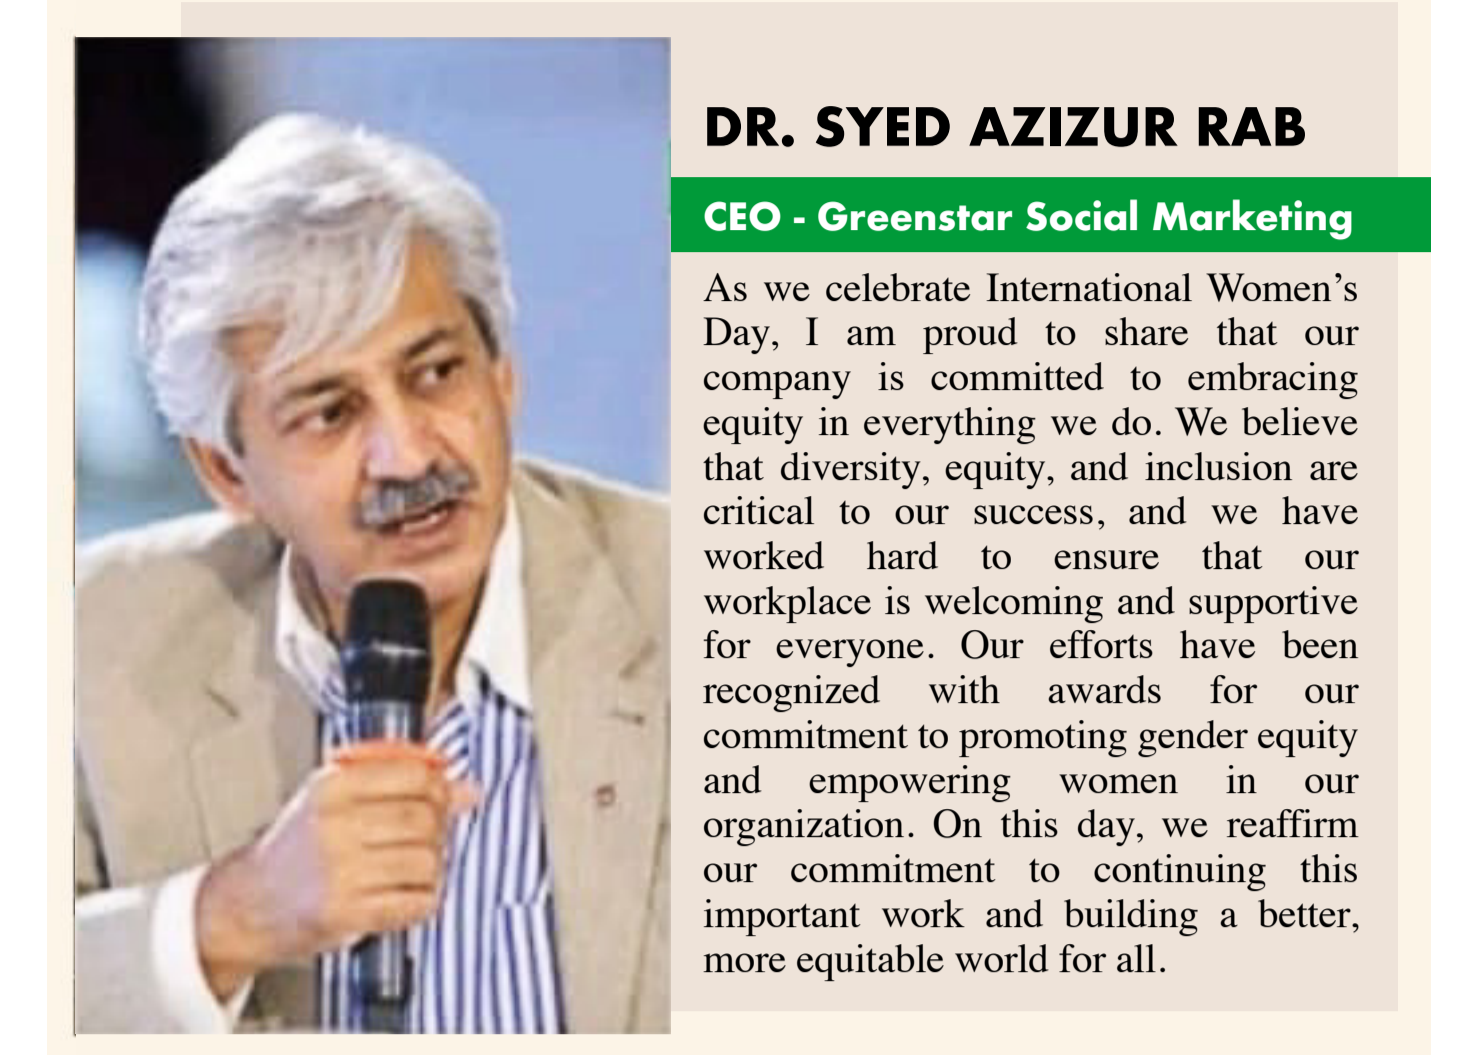 DR. SYED AZIZUR RAB
CEO - Greenstar Social Marketing
As we celebrate International Women’s
Day, I am proud to share that our
company is committed to embracing
equity in everything we do. We believe
that diversity, equity, and inclusion are
critical to our success, and we have
worked hard to ensure that our
workplace is welcoming and supportive
for everyone. Our efforts have been
recognized with awards for our
commitment to promoting gender equity
and empowering women in our
organization. On this day, we reaffirm
our commitment to continuing this
important work and building a better,
more equitable world for all.